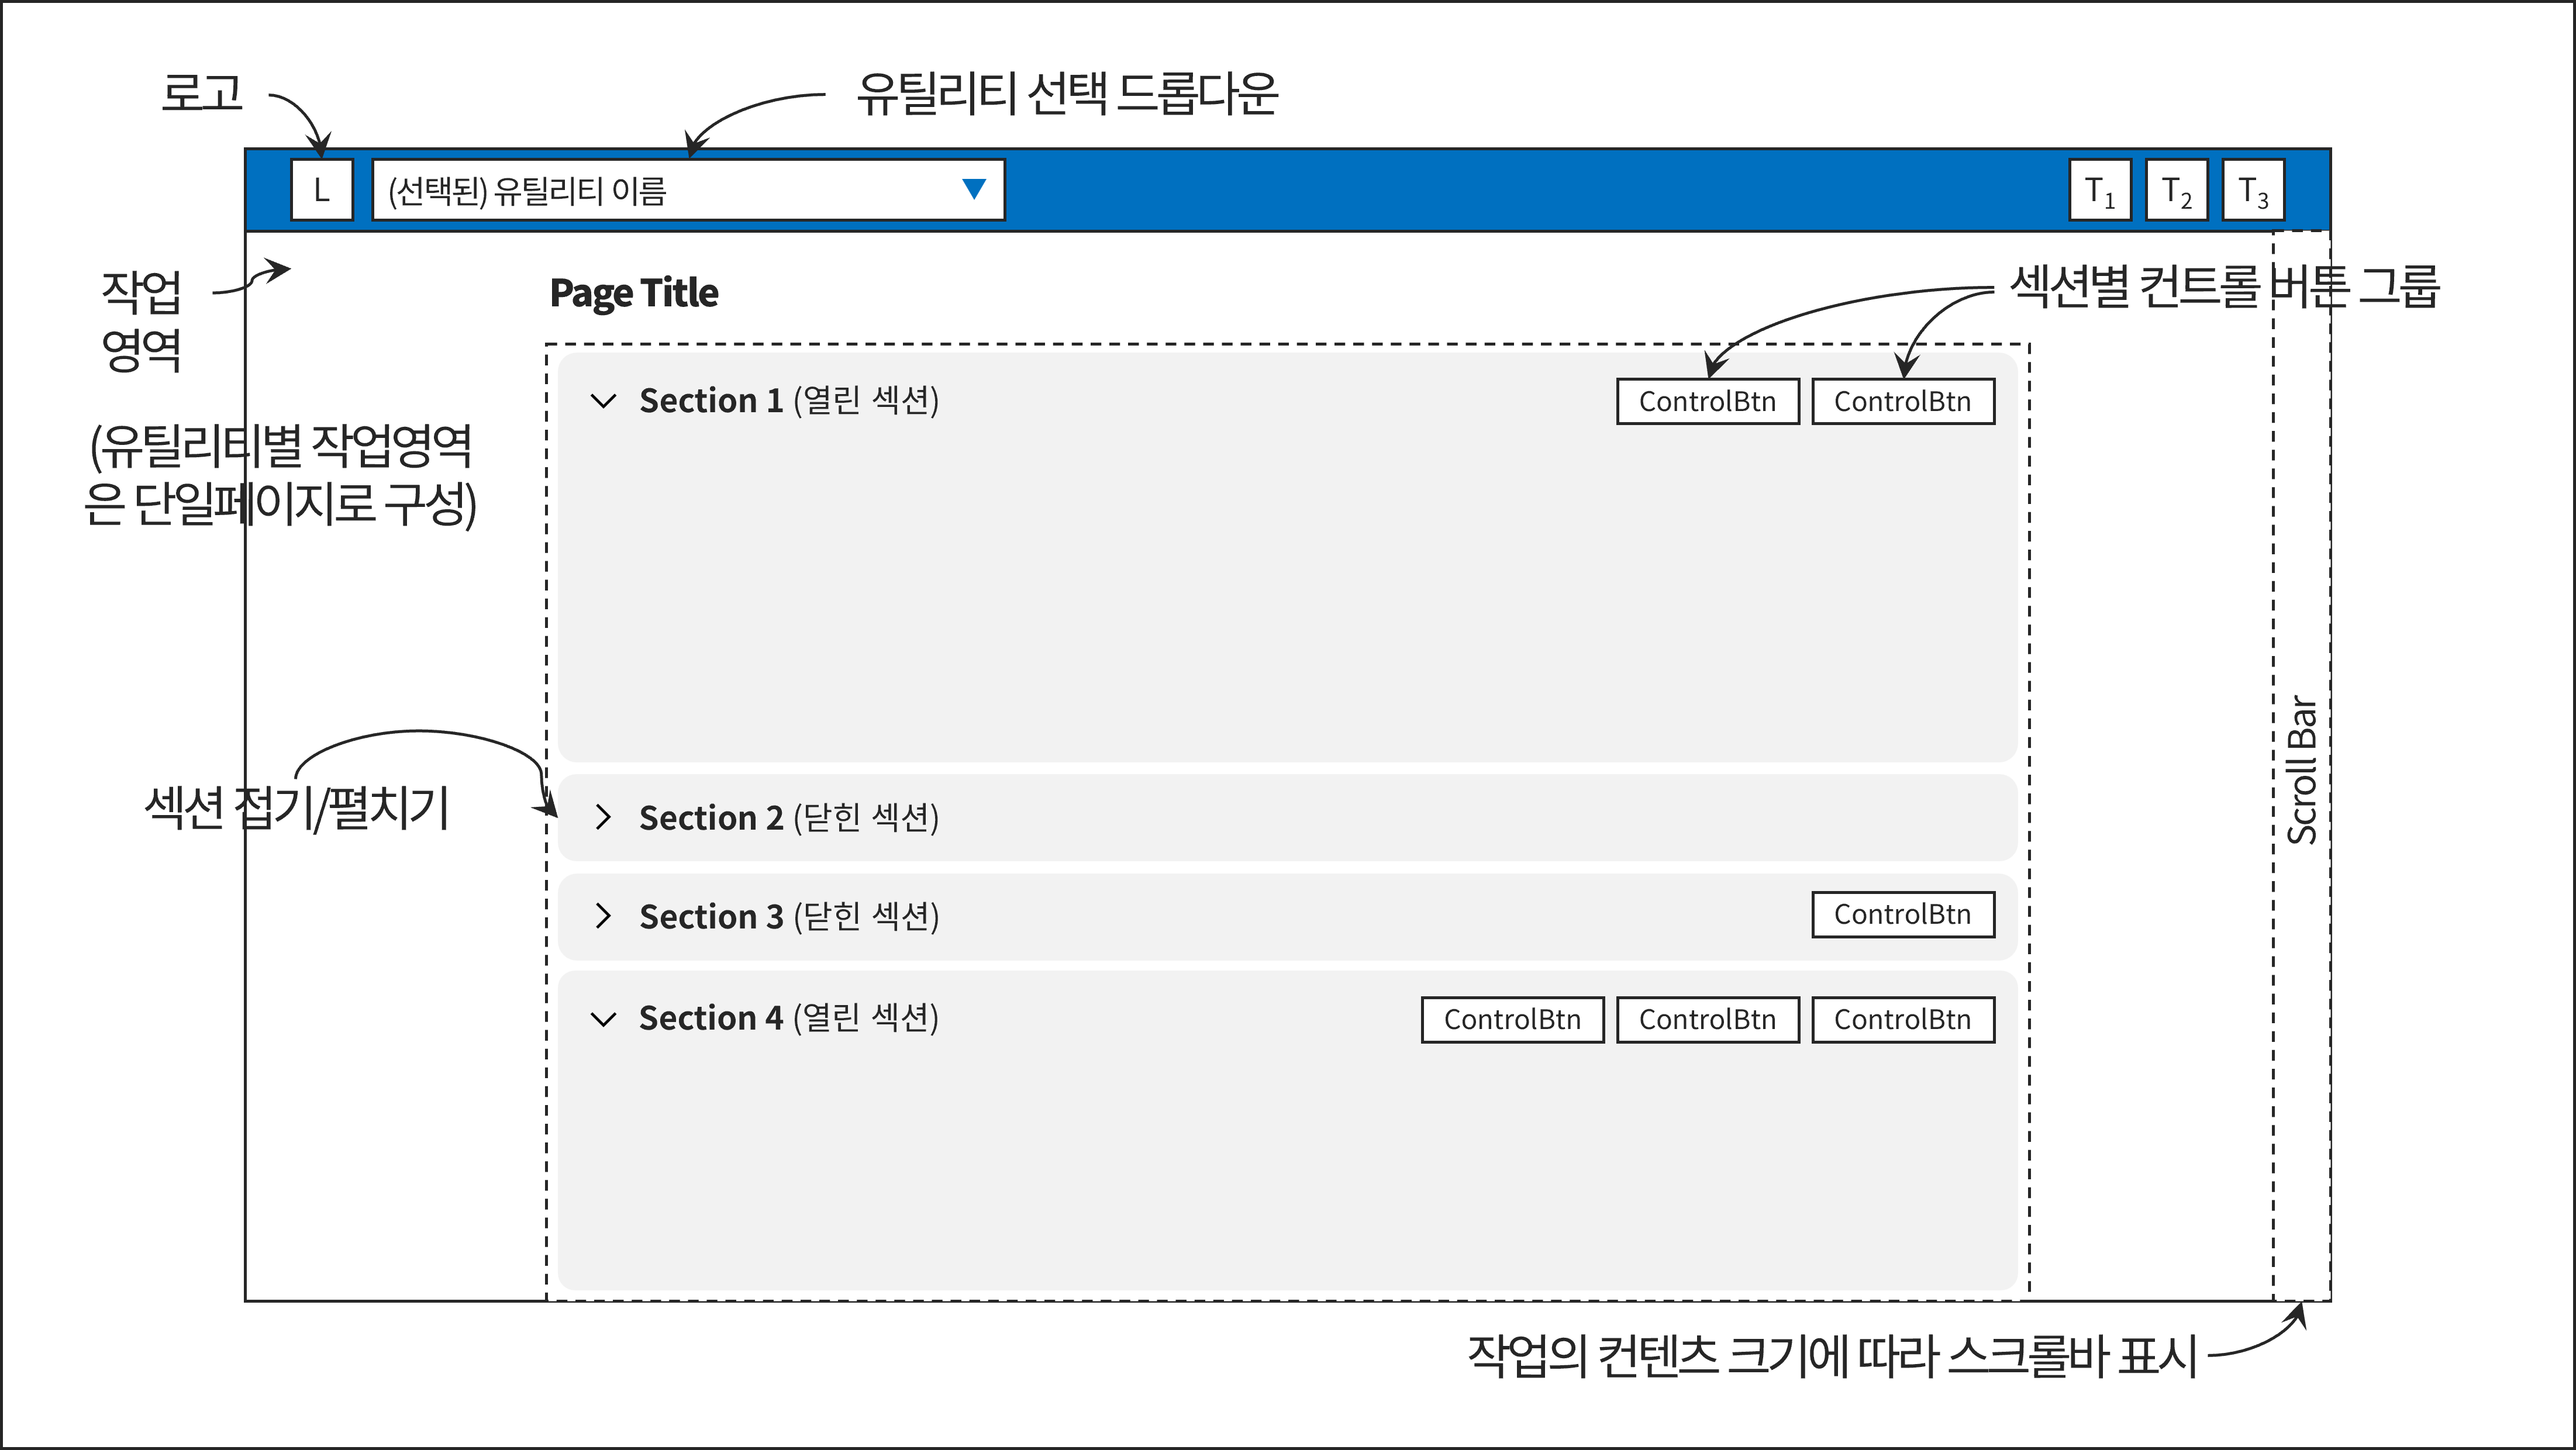 로고
유틸리티 선택 드롭다운
L
(선택된) 유틸리티 이름
T1
T2
T3
작업
영역
(유틸리티별 작업영역
은 단일페이지로 구성)
Page Title
섹션별 컨트롤 버튼 그룹
Section 1 (열린 섹션)
ControlBtn
ControlBtn
섹션 접기/펼치기
Section 2 (닫힌 섹션)
Scroll Bar
Section 3 (닫힌 섹션)
ControlBtn
Section 4 (열린 섹션)
ControlBtn
ControlBtn
ControlBtn
작업의 컨텐츠 크기에 따라 스크롤바 표시